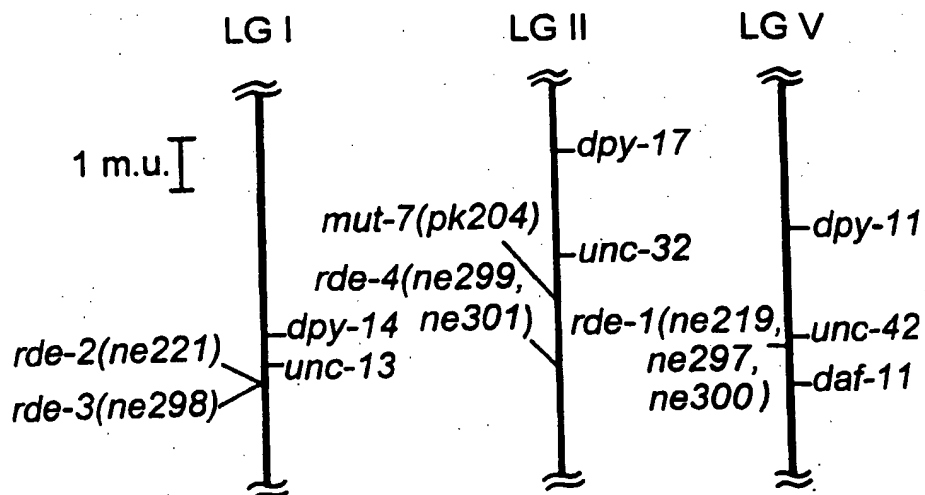 LG I
LG II
LG V
1 m.u.
dpy-17
mut-7(pk204)
unc-32
dpy-11
rde-4(ne299,
ne301)
dpy-14
unc-13
rde-2(ne221)
rde-3(ne298)
rde-1(ne219,
ne297,
ne300)
unc-42
daf-11